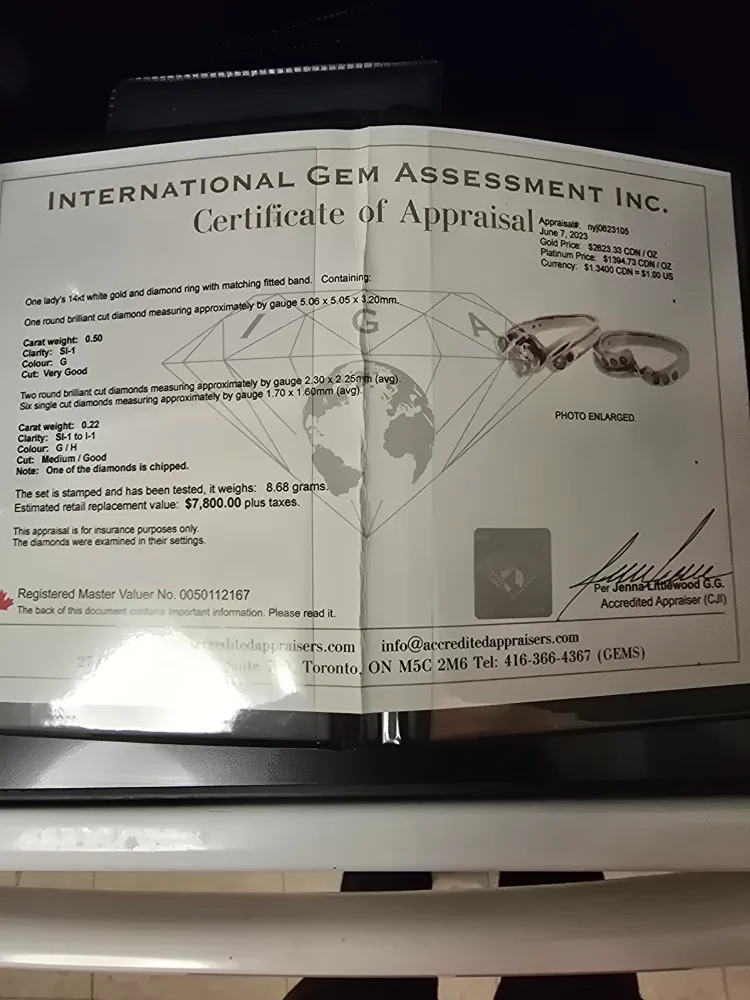 INTERNATIONAL GEM ASSESSMENT INC.
Certificate of Appraisal
Appraisal#: nyj0623105
June 7, 2023
Gold Price: $2623.33 CDN / OZ
Platinum Price: $1394.73 CDN / OZ
Currency: $1.3400 CDN = $1.00 US
One lady's 14kt white gold and diamond ring with matching fitted band. Containing:
One round brilliant cut diamond measuring approximately by gauge 5.06 x 5.05 x 3.20mm.
I G A
Carat weight: 0.50
Clarity: SI-1
Colour: G
Cut: Very Good
Two round brilliant cut diamonds measuring approximately by gauge 2.30 x 2.25mm (avg).
Six single cut diamonds measuring approximately by gauge 1.70 x 1.60mm (avg).
PHOTO ENLARGED.
Carat weight: 0.22
Clarity: SI-1 to I-1
Colour: G / H
Cut: Medium / Good
Note: One of the diamonds is chipped.
The set is stamped and has been tested, it weighs: 8.68 grams.
Estimated retail replacement value: $7,800.00 plus taxes.
This appraisal is for insurance purposes only.
The diamonds were examined in their settings.
Per Jenna Littlewood G.G.
Accredited Appraiser (CJI)
Registered Master Valuer No. 0050112167
The back of this document contains important information. Please read it.
creditedappraisers.com info@accreditedappraisers.com
27 Suite Toronto, ON M5C 2M6 Tel: 416-366-4367 (GEMS)